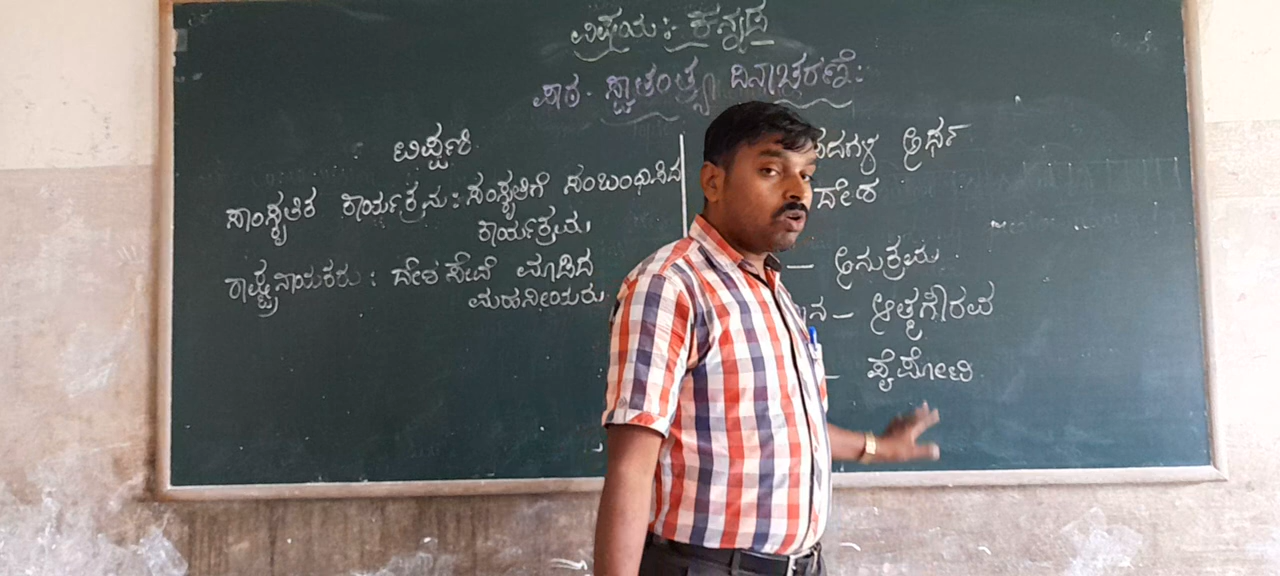 ವಿಷಯ : ಕನ್ನಡ
ಪಾಠ - ಸ್ವಾತಂತ್ರ್ಯ ದಿನಾಚರಣೆ :
ಟಿಪ್ಪಣಿ
ಸಾಂಸ್ಕೃತಿಕ ಕಾರ್ಯಕ್ರಮ : ಸಂಸ್ಕೃತಿಗೆ ಸಂಬಂಧಿಸಿದ
ಕಾರ್ಯಕ್ರಮ
ರಾಷ್ಟ್ರನಾಯಕರು : ದೇಶ ಸೇವೆ ಮಾಡಿದ
ಮಹನೀಯರು
ಪದಗಳ ಅರ್ಥ
ದೇಶ
– ಅನುಕ್ರಮ
ನ – ಆತ್ಮಗೌರವ
– ಪೈಪೋಟಿ